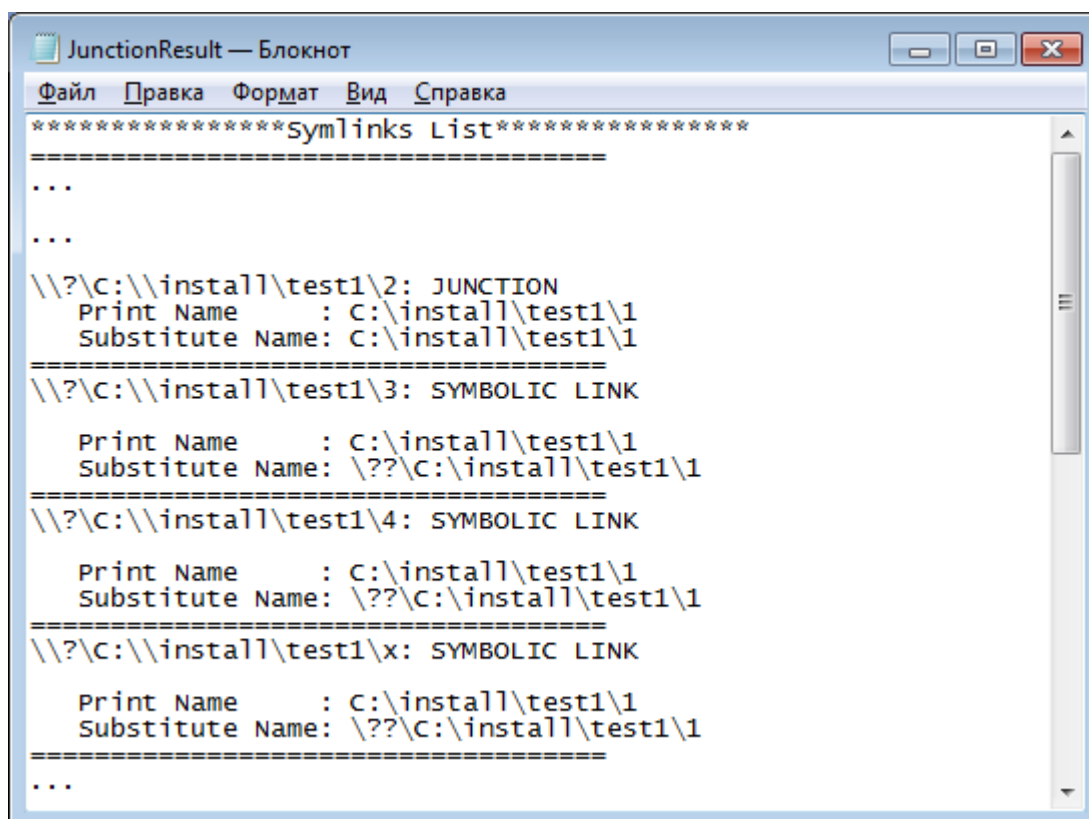 JunctionResult — Блокнот
Файл Правка Формат Вид Справка
****************Symlinks List****************
====================================
...
...
\\?\C:\\install\test1\2: JUNCTION
   Print Name     : C:\install\test1\1
   Substitute Name: C:\install\test1\1
====================================
\\?\C:\\install\test1\3: SYMBOLIC LINK
   Print Name     : C:\install\test1\1
   Substitute Name: \??\C:\install\test1\1
====================================
\\?\C:\\install\test1\4: SYMBOLIC LINK
   Print Name     : C:\install\test1\1
   Substitute Name: \??\C:\install\test1\1
====================================
\\?\C:\\install\test1\x: SYMBOLIC LINK
   Print Name     : C:\install\test1\1
   Substitute Name: \??\C:\install\test1\1
====================================
...